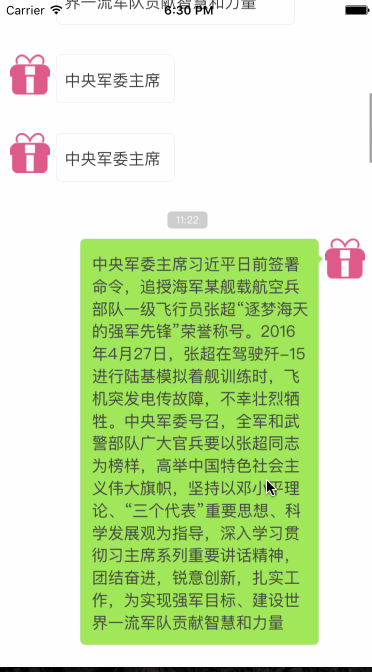 界一流军队贡献智慧和力量
Carrier 6:30 PM
中央军委主席
中央军委主席
11:22
中央军委主席习近平日前签署
命令，追授海军某舰载航空兵
部队一级飞行员张超“逐梦海天
的强军先锋”荣誉称号。2016
年4月27日，张超在驾驶歼-15
进行陆基模拟着舰训练时，飞
机突发电传故障，不幸壮烈牺
牲。中央军委号召，全军和武
警部队广大官兵要以张超同志
为榜样，高举中国特色社会主
义伟大旗帜，坚持以邓小平理
论、“三个代表”重要思想、科
学发展观为指导，深入学习贯
彻习主席系列重要讲话精神，
团结奋进，锐意创新，扎实工
作，为实现强军目标、建设世
界一流军队贡献智慧和力量